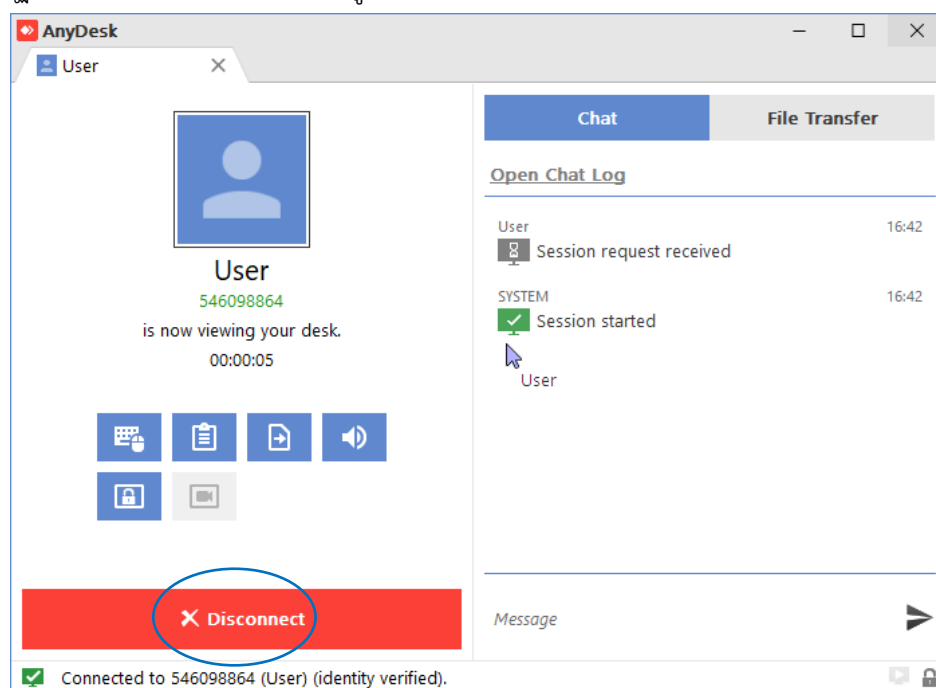 AnyDesk
User
Chat
File Transfer
Open Chat Log
User 16:42
Session request received
SYSTEM 16:42
Session started
User
User
546098864
is now viewing your desk.
00:00:05
Disconnect
Message
Connected to 546098864 (User) (identity verified).